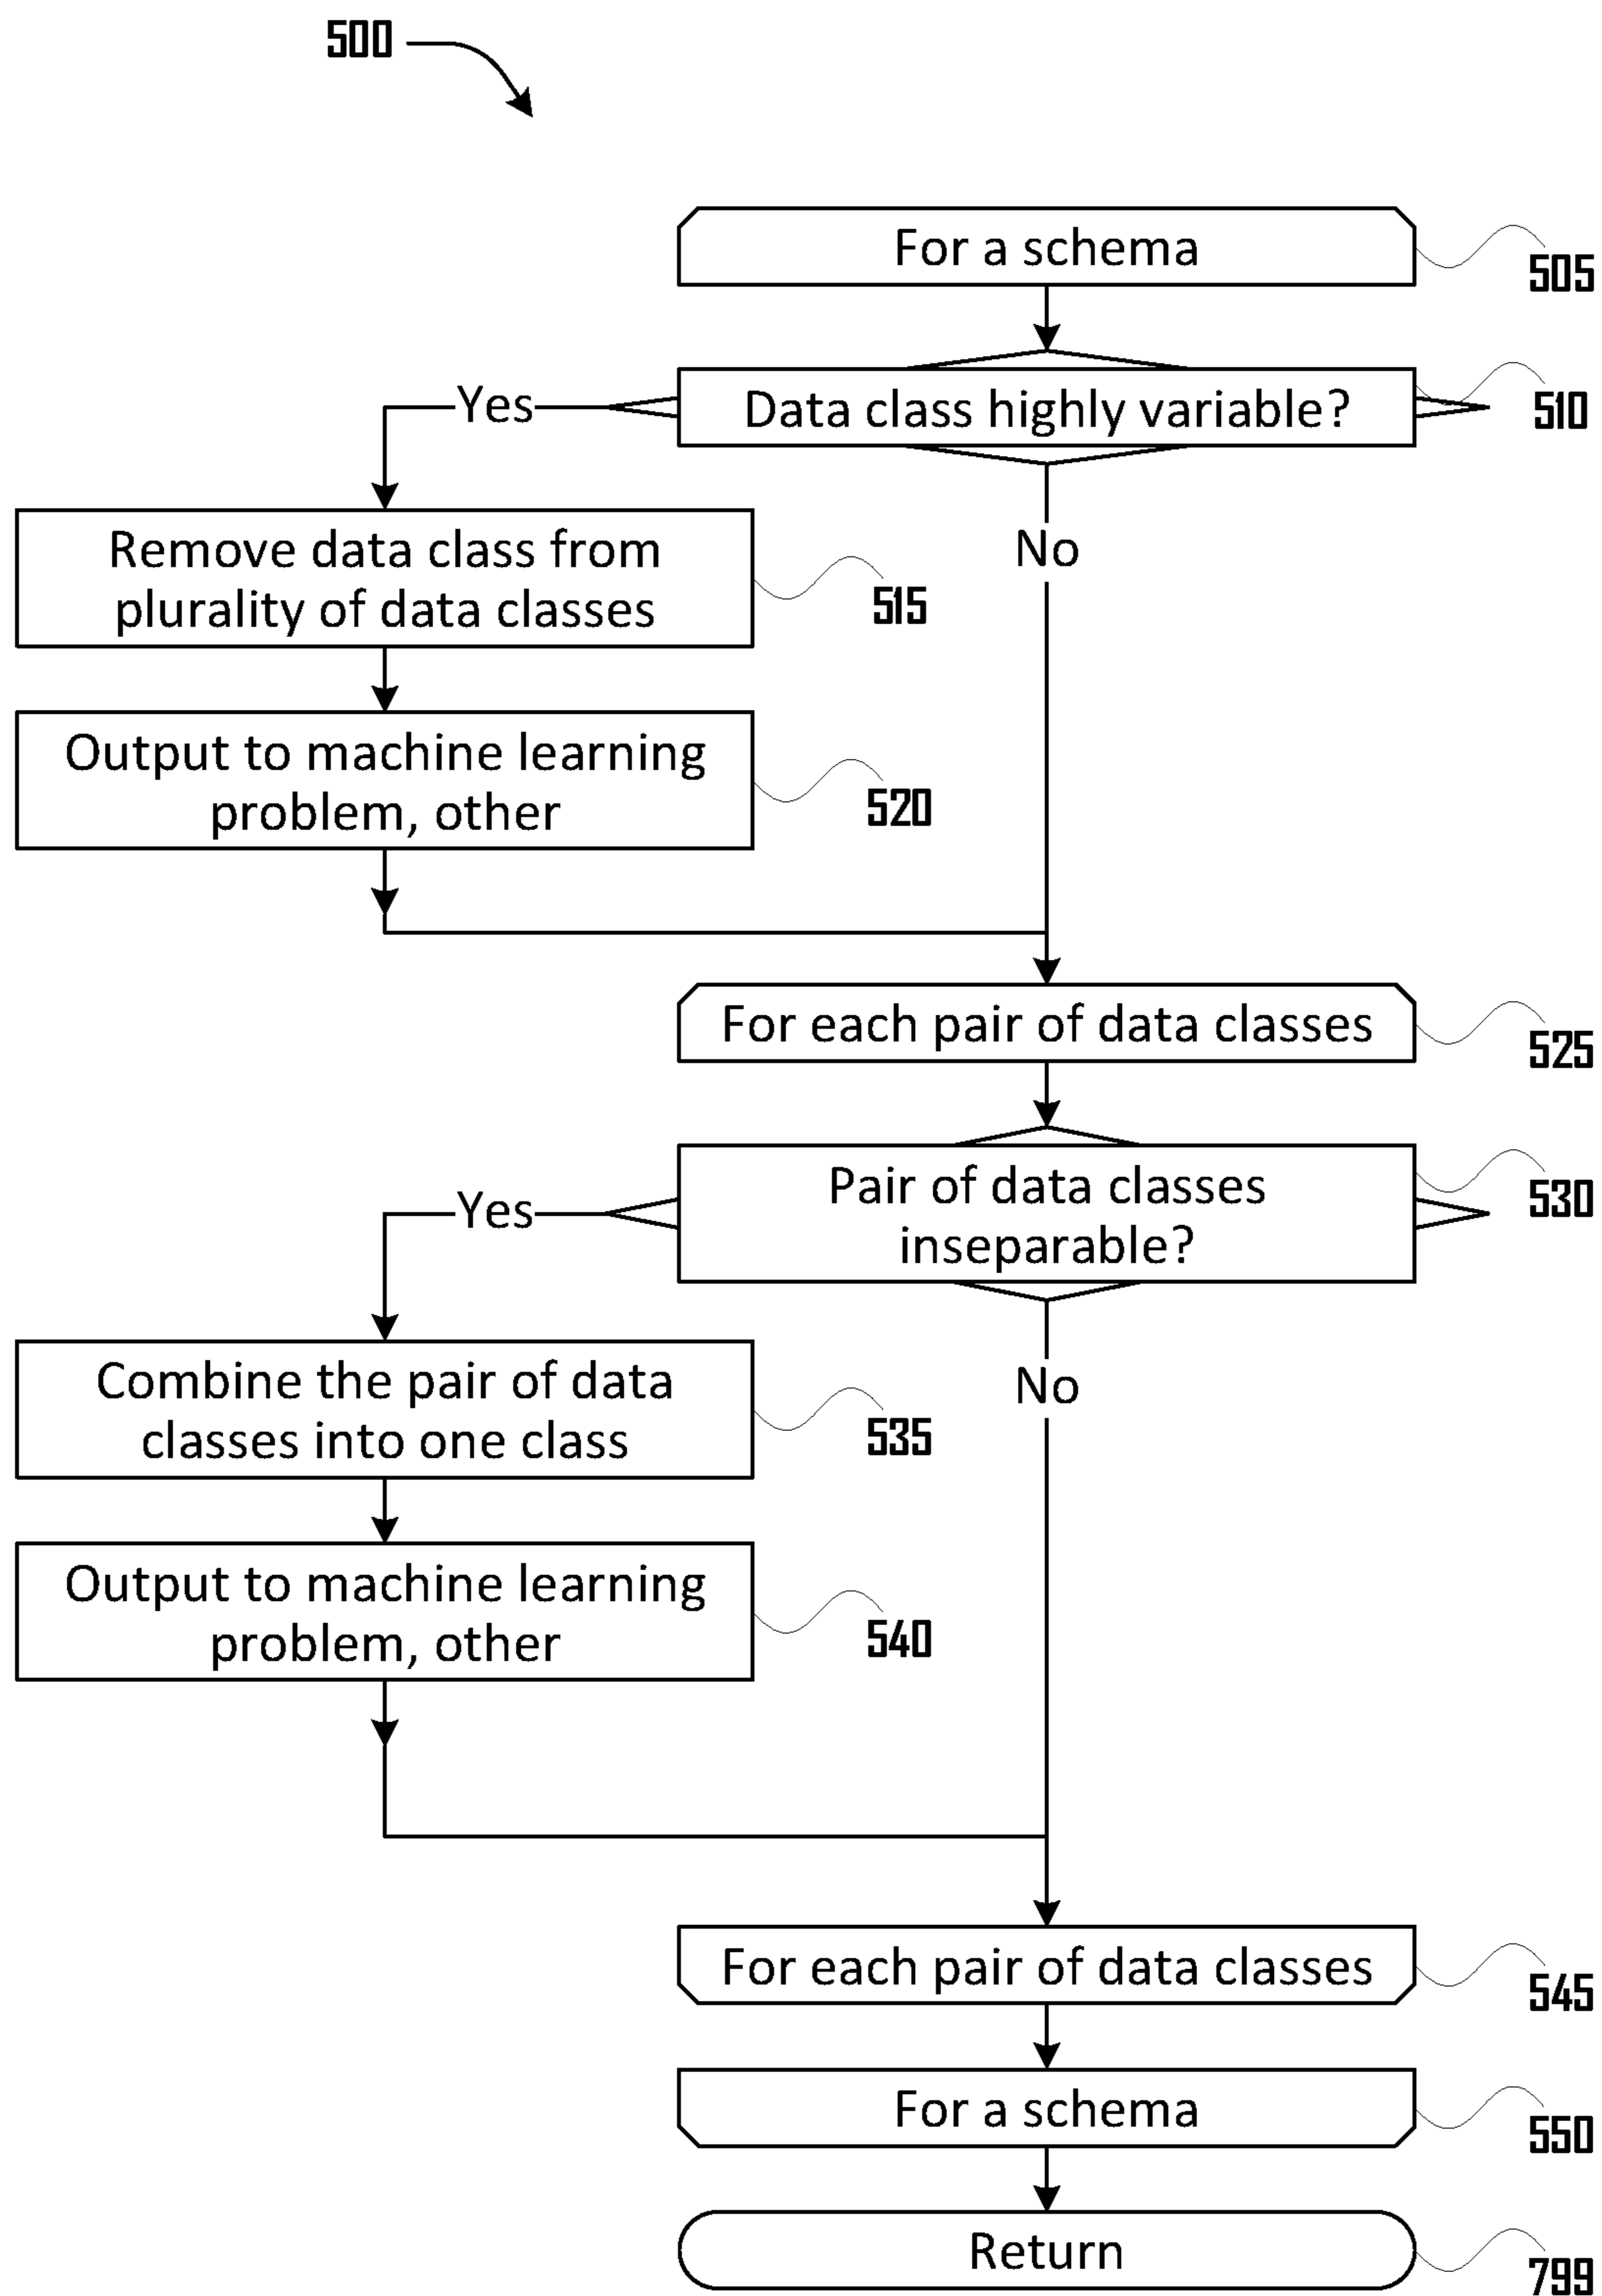 500
For a schema
505
Data class highly variable?
510
Yes
No
Remove data class from
plurality of data classes
515
Output to machine learning
problem, other
520
For each pair of data classes
525
Pair of data classes
inseparable?
530
Yes
No
Combine the pair of data
classes into one class
535
Output to machine learning
problem, other
540
For each pair of data classes
545
For a schema
550
Return
799